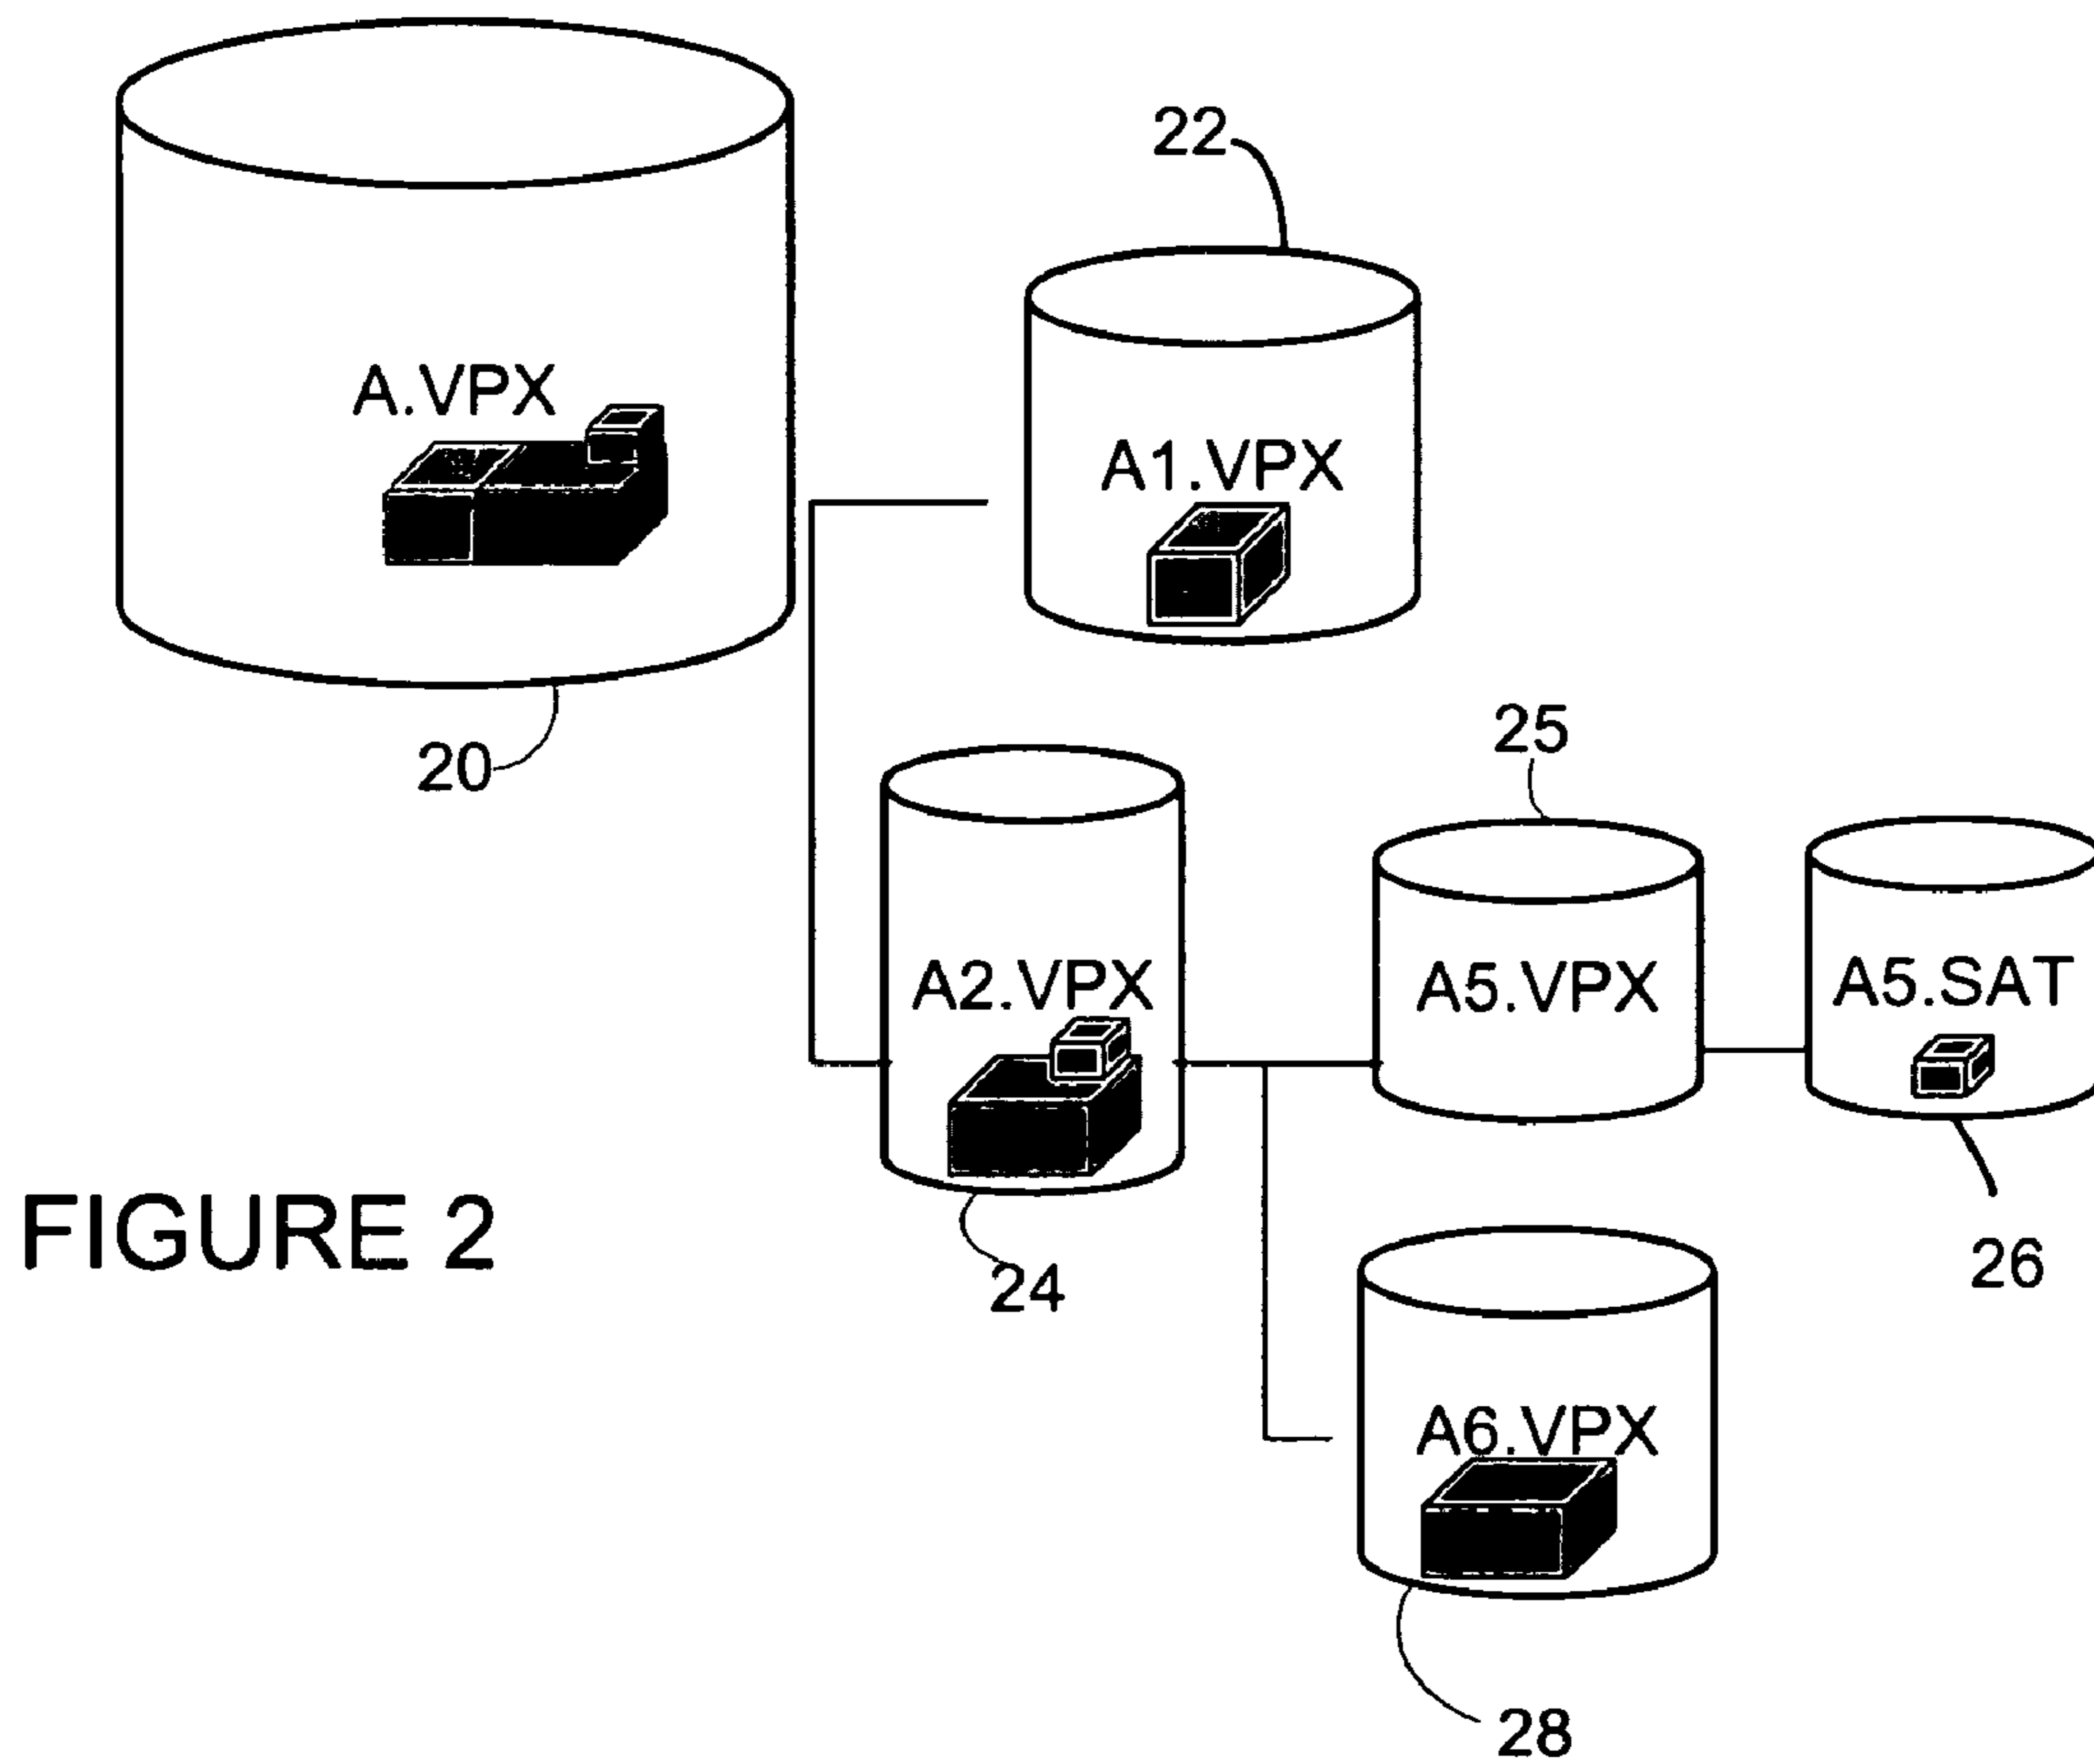 22
A.VPX
A1.VPX
20
25
A2.VPX
A5.VPX
A5.SAT
FIGURE 2
24
26
A6.VPX
28